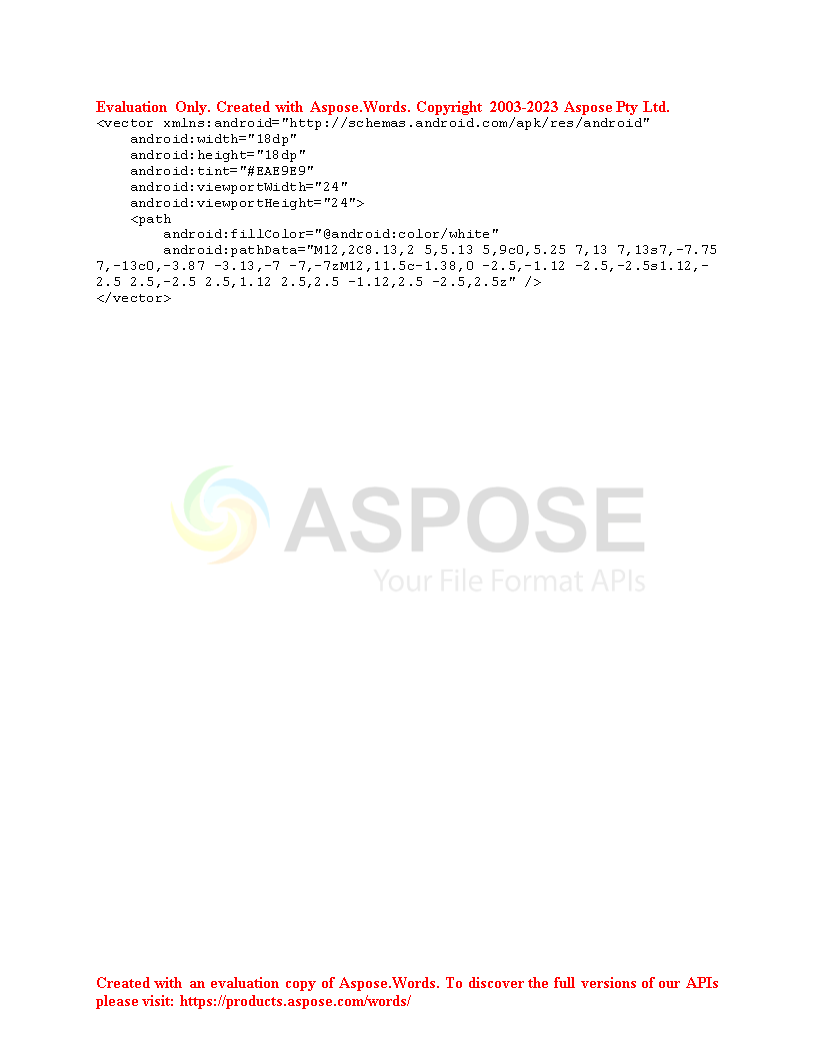 Evaluation Only. Created with Aspose.Words. Copyright 2003-2023 Aspose Pty Ltd.
<vector xmlns:android="http://schemas.android.com/apk/res/android"
    android:width="18dp"
    android:height="18dp"
    android:tint="#EAE9E9"
    android:viewportWidth="24"
    android:viewportHeight="24">
    <path
        android:fillColor="@android:color/white"
        android:pathData="M12,2C8.13,2 5,5.13 5,9c0,5.25 7,13 7,13s7,-7.75
7,-13c0,-3.87 -3.13,-7 -7,-7zM12,11.5c-1.38,0 -2.5,-1.12 -2.5,-2.5s1.12,-
2.5 2.5,-2.5 2.5,1.12 2.5,2.5 -1.12,2.5 -2.5,2.5z" />
</vector>
ASPOSE
Your File Format APIs
Created with an evaluation copy of Aspose.Words. To discover the full versions of our APIs
please visit: https://products.aspose.com/words/